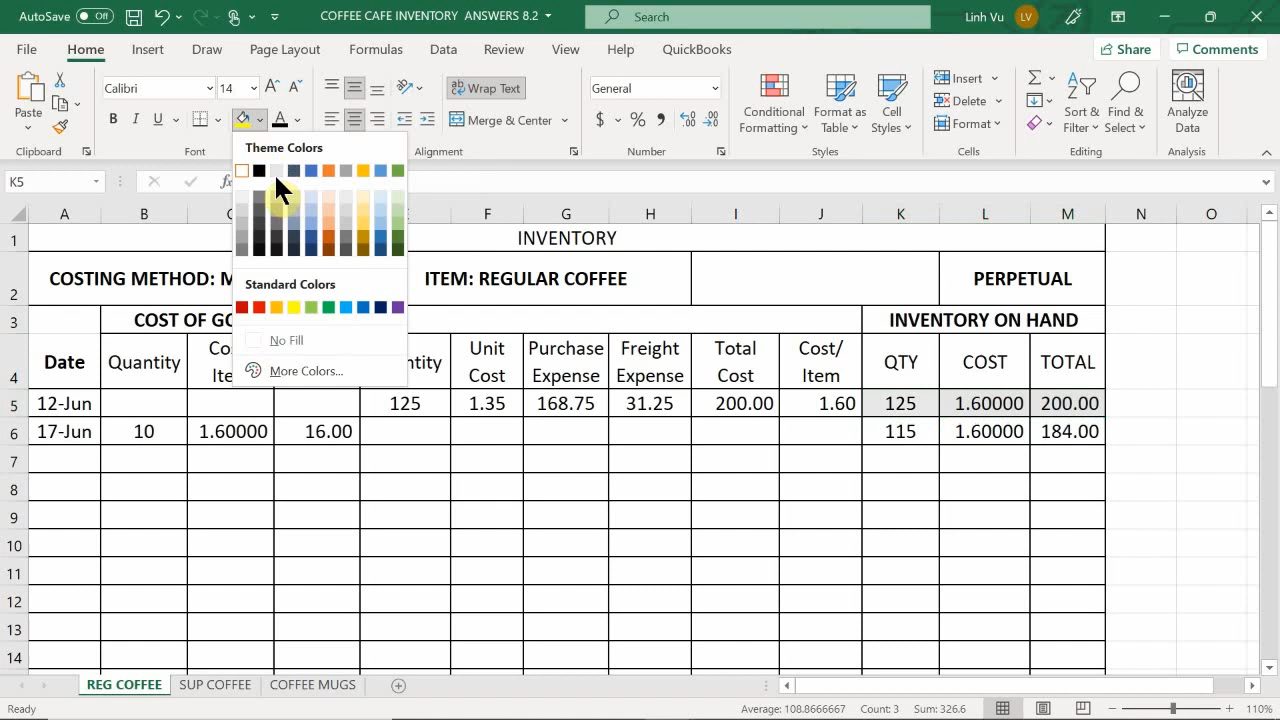 AutoSave Off COFFEE CAFE INVENTORY ANSWERS 8.2 Search Linh Vu LV
File Home Insert Draw Page Layout Formulas Data Review View Help QuickBooks Share Comments
Paste Calibri 14 A A ab Wrap Text General Conditional Formatting Format as Table Cell Styles Insert Delete Format Sort & Filter Find & Select Analyze Data
B I U A Merge & Center $ % 9
Clipboard Font Alignment Number Styles Cells Editing Analysis
K5 fx
Theme Colors
Standard Colors
No Fill
More Colors...
A B C E F G H I J K L M N O
1 INVENTORY
2 COSTING METHOD: M ITEM: REGULAR COFFEE PERPETUAL
3 COST OF GO INVENTORY ON HAND
4 Date Quantity Co Ite ntity Unit Cost Purchase Expense Freight Expense Total Cost Cost/ Item QTY COST TOTAL
5 12-Jun 125 1.35 168.75 31.25 200.00 1.60 125 1.60000 200.00
6 17-Jun 10 1.60000 16.00 115 1.60000 184.00
7
8
9
10
11
12
13
14
REG COFFEE SUP COFFEE COFFEE MUGS
Ready Average: 108.8666667 Count: 3 Sum: 326.6 110%